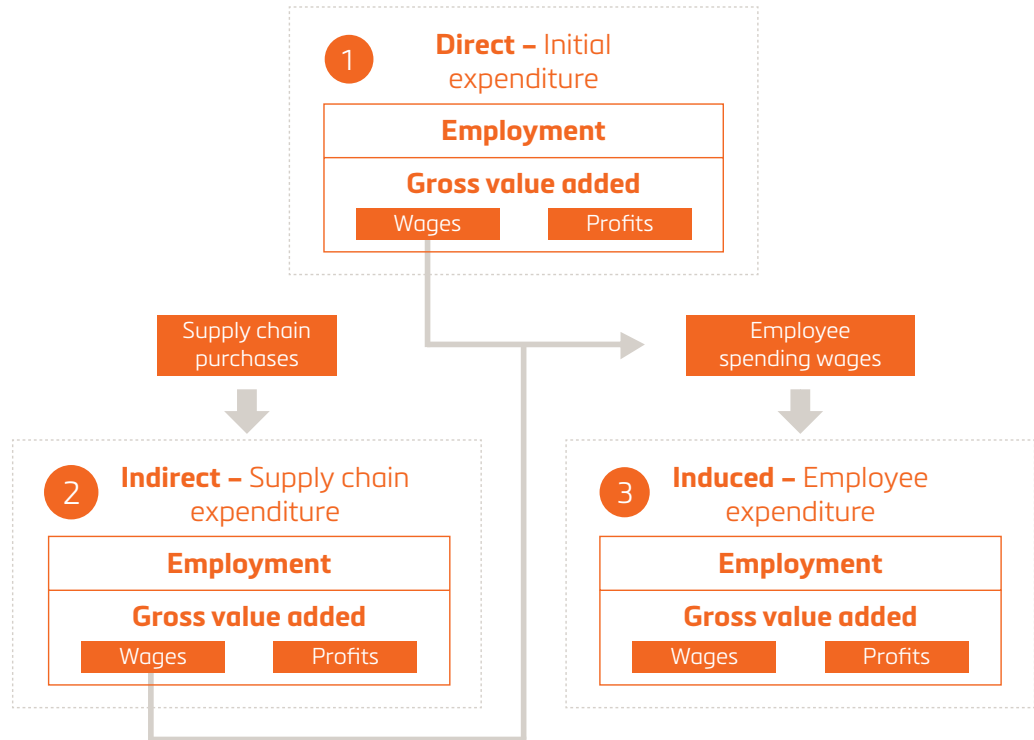 1
Direct – Initial
expenditure
Employment
Gross value added
Wages
Profits
Supply chain
purchases
Employee
spending wages
2
Indirect – Supply chain
expenditure
Employment
Gross value added
Wages
Profits
3
Induced – Employee
expenditure
Employment
Gross value added
Wages
Profits